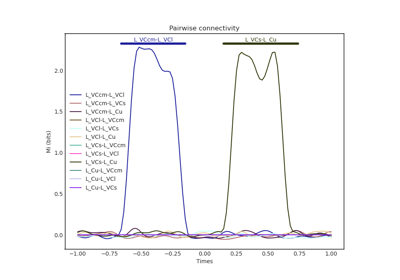 Pairwise connectivity
L_VCcm-L_VCl L_VCs-L_Cu
2.0
1.5
1.0
0.5
0.0
MI (bits)
L_VCcm-L_VCl
L_VCcm-L_VCs
L_VCcm-L_Cu
L_VCl-L_VCcm
L_VCl-L_VCs
L_VCl-L_Cu
L_VCs-L_VCcm
L_VCs-L_VCl
L_VCs-L_Cu
L_Cu-L_VCcm
L_Cu-L_VCl
L_Cu-L_VCs
−1.00 −0.75 −0.50 −0.25 0.00 0.25 0.50 0.75 1.00
Times